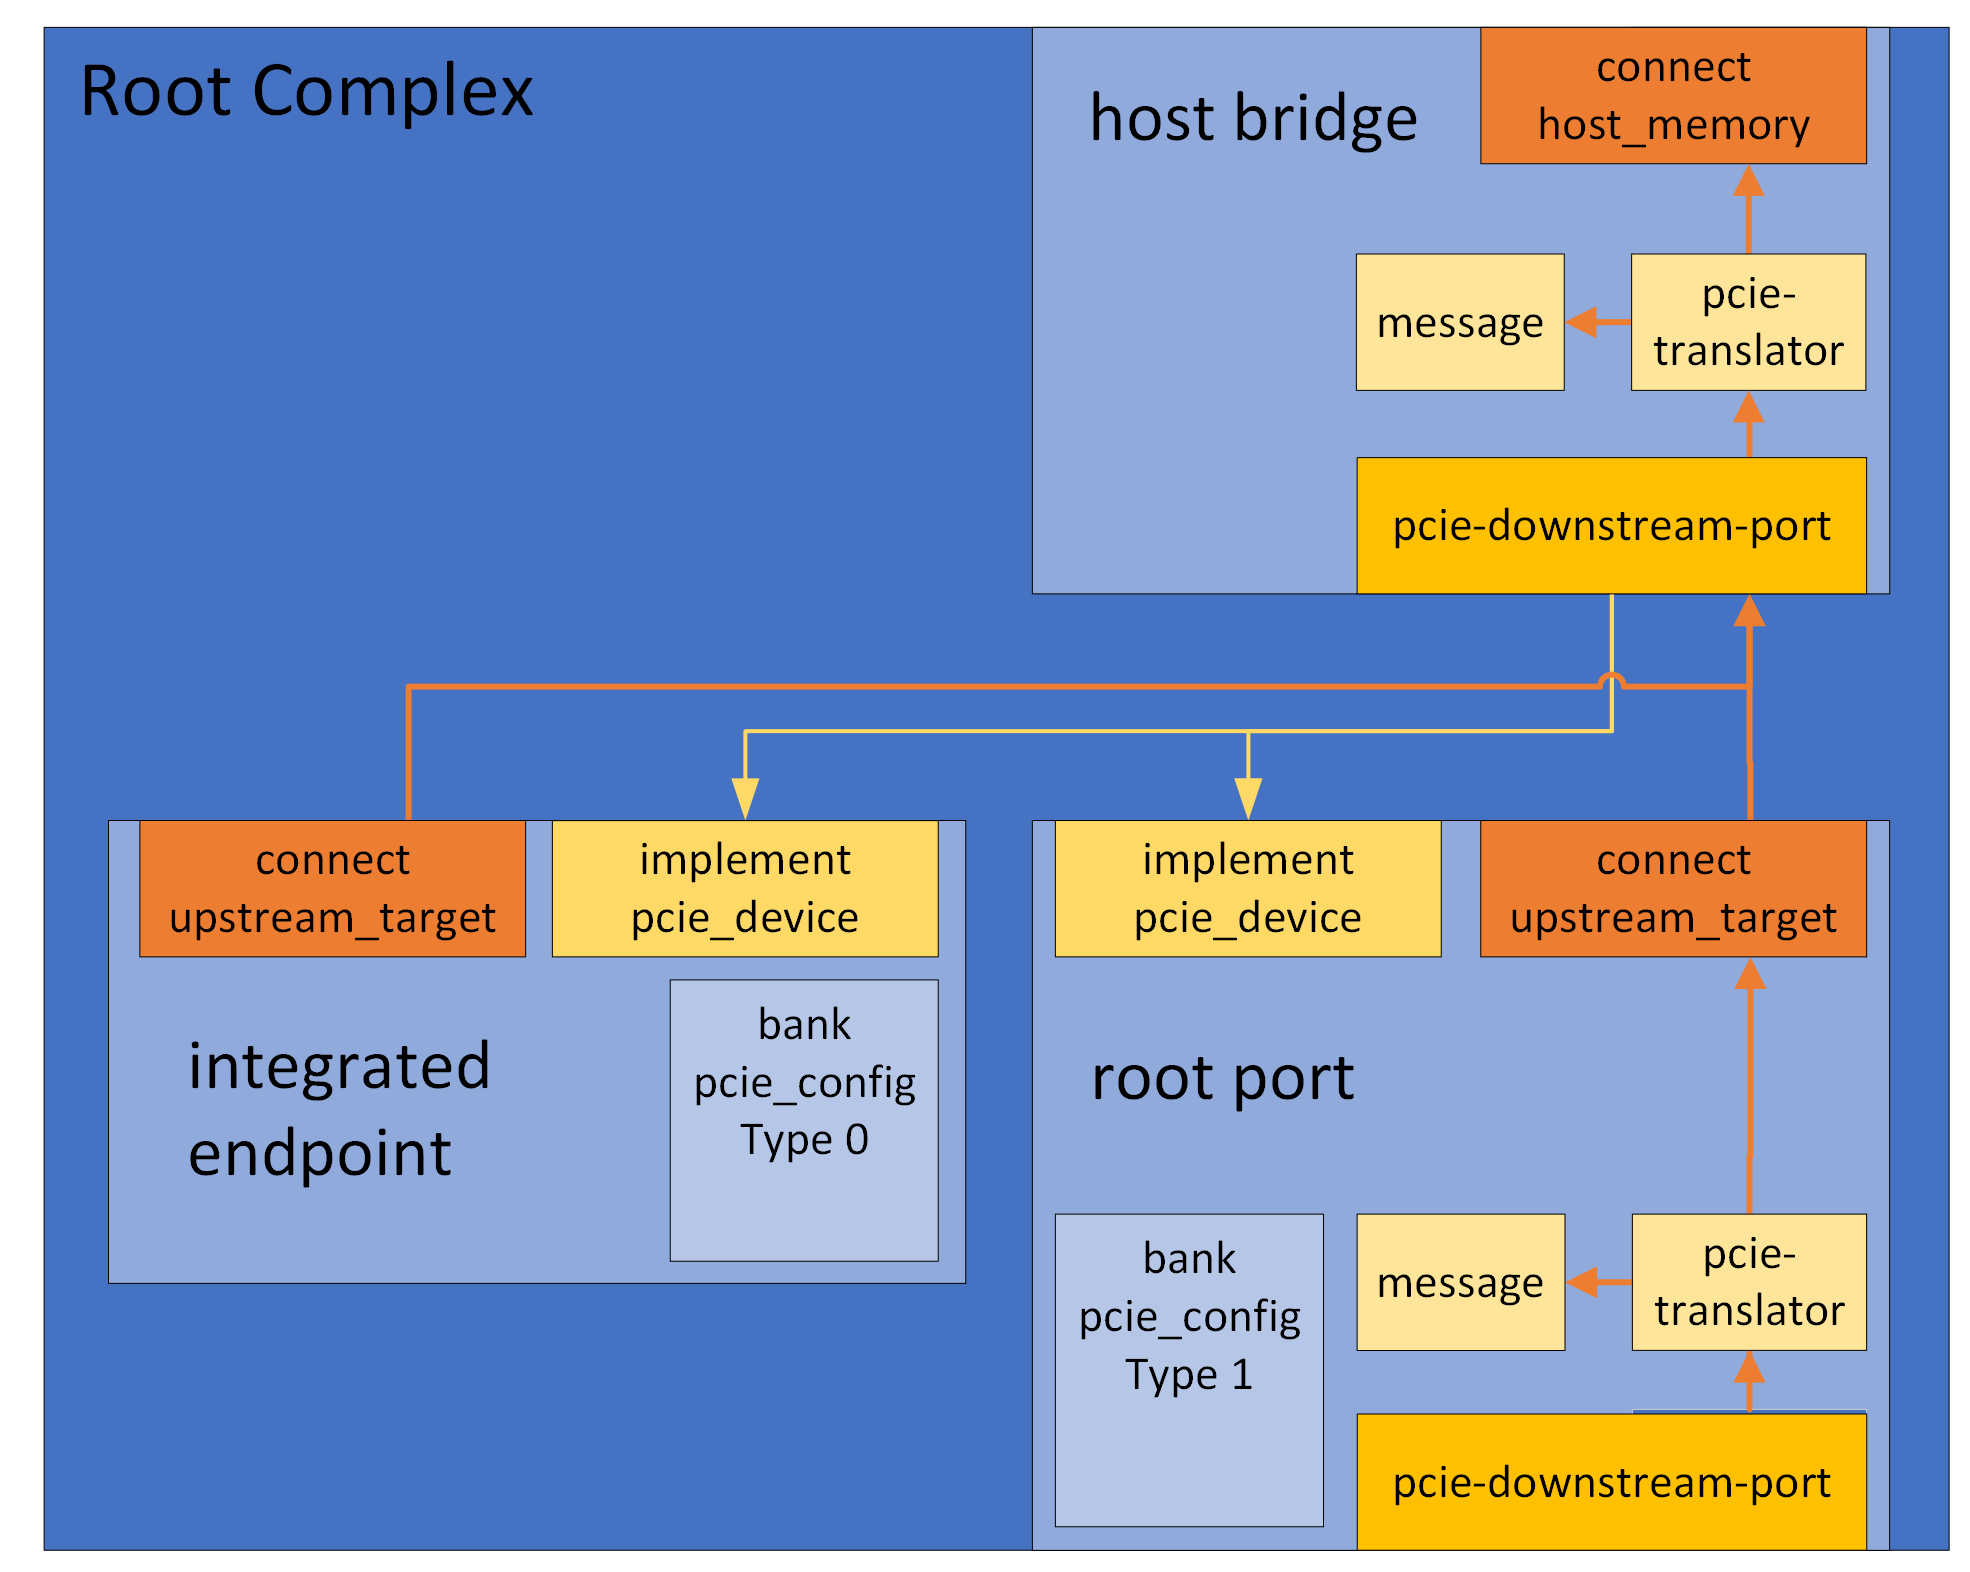 Root Complex
host bridge
connect
host_memory
message
pcie-
translator
pcie-downstream-port
connect
upstream_target
implement
pcie_device
integrated
endpoint
bank
pcie_config
Type 0
implement
pcie_device
connect
upstream_target
root port
bank
pcie_config
Type 1
message
pcie-
translator
pcie-downstream-port